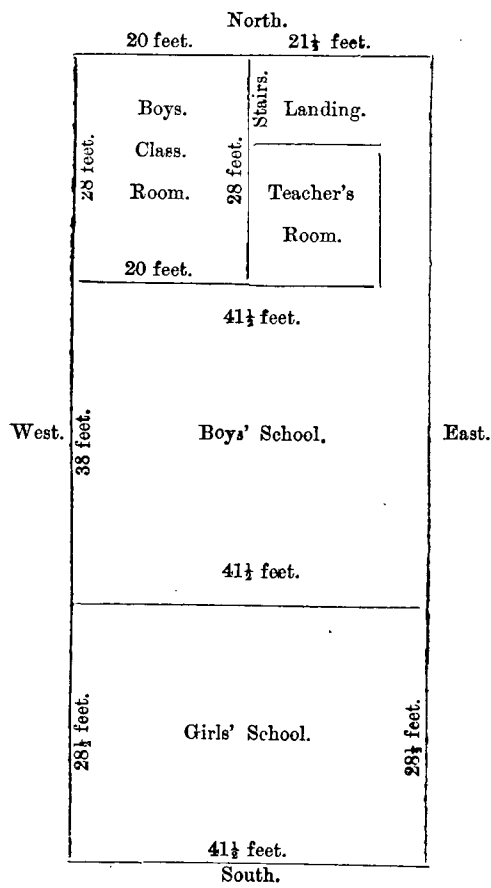 North.
20 feet. 21½ feet.
Boys.
Class.
Room.
28 feet.
28 feet.
Stairs.
Landing.
Teacher's
Room.
20 feet.
41½ feet.
West.
38 feet.
Boys' School.
East.
41½ feet.
28½ feet.
Girls' School.
28½ feet.
41½ feet.
South.